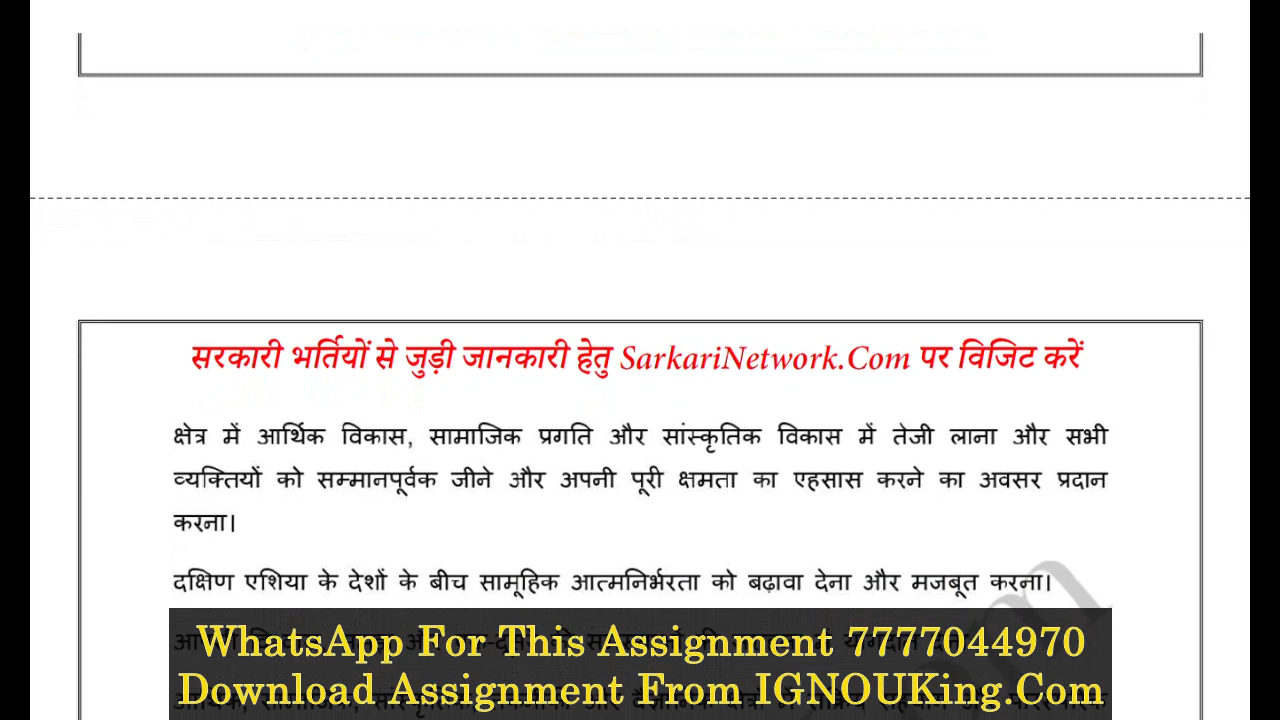 सरकारी भर्तियों से जुड़ी जानकारी हेतु SarkariNetwork.Com पर विजिट करें
क्षेत्र में आर्थिक विकास, सामाजिक प्रगति और सांस्कृतिक विकास में तेजी लाना और सभी
व्यक्तियों को सम्मानपूर्वक जीने और अपनी पूरी क्षमता का एहसास करने का अवसर प्रदान
करना।
दक्षिण एशिया के देशों के बीच सामूहिक आत्मनिर्भरता को बढ़ावा देना और मजबूत करना।
WhatsApp For This Assignment 7777044970
Download Assignment From IGNOUKing.Com